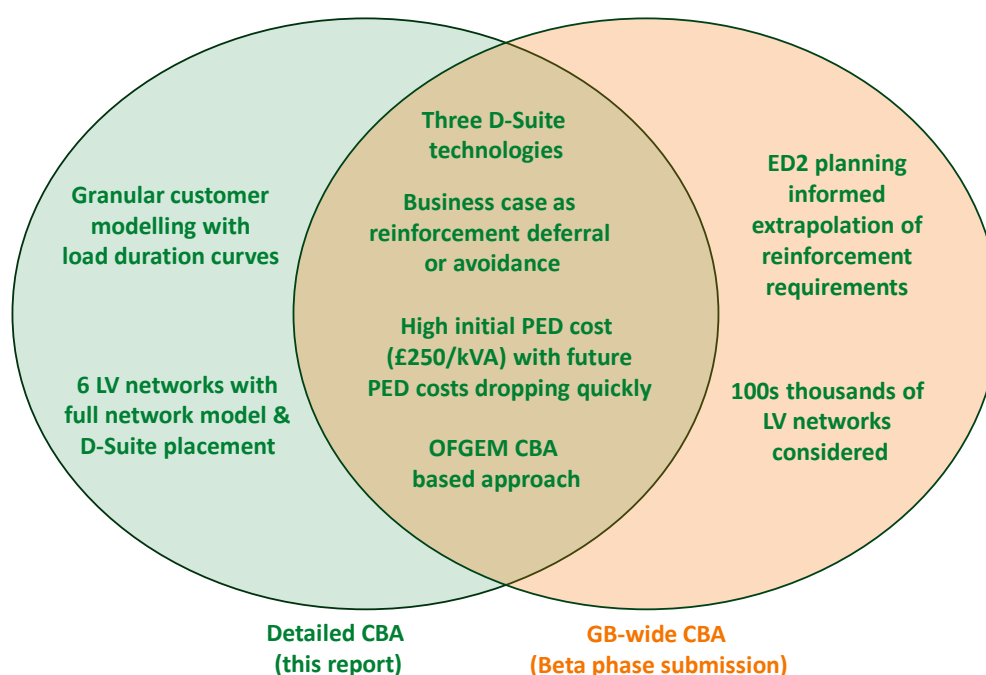 Granular customer
modelling with
load duration curves
6 LV networks with
full network model &
D-Suite placement
Three D-Suite
technologies
Business case as
reinforcement deferral
or avoidance
High initial PED cost
(£250/kVA) with future
PED costs dropping quickly
OFGEM CBA
based approach
ED2 planning
informed
extrapolation of
reinforcement
requirements
100s thousands of
LV networks
considered
Detailed CBA
(this report)
GB-wide CBA
(Beta phase submission)